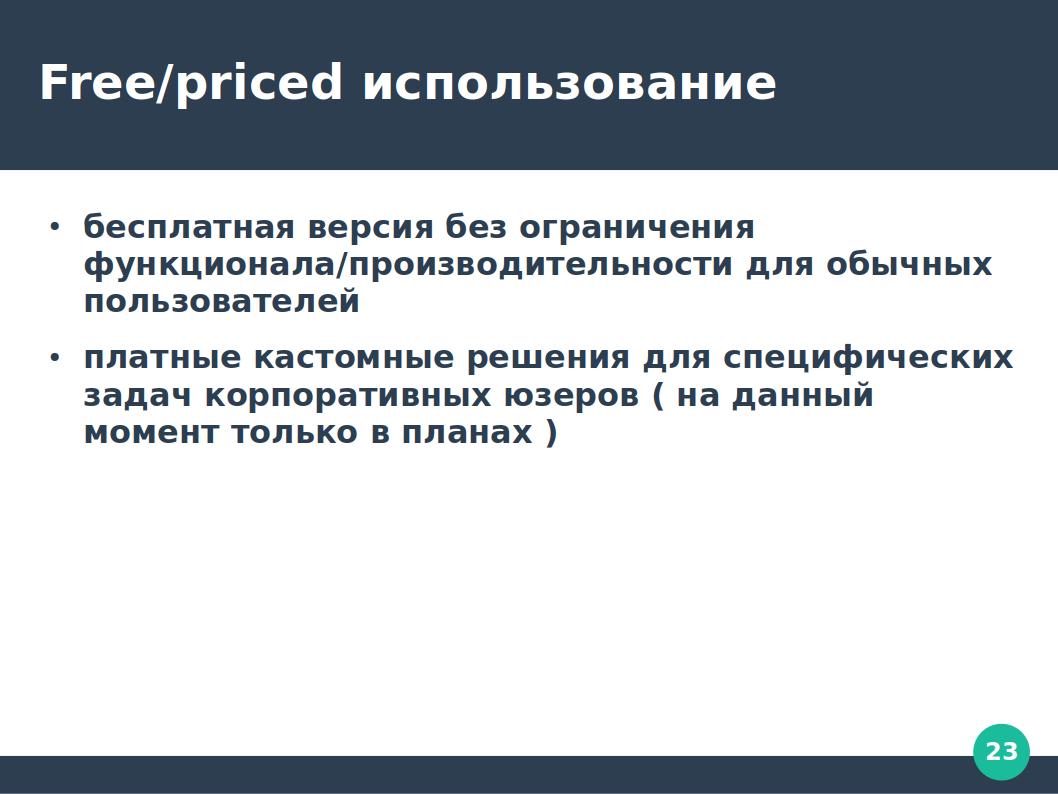 Free/priced использование
• бесплатная версия без ограничения
функционала/производительности для обычных
пользователей
• платные кастомные решения для специфических
задач корпоративных юзеров ( на данный
момент только в планах )
23